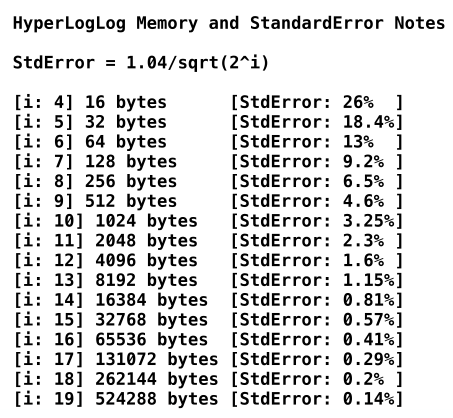 HyperLogLog Memory and StandardError Notes
StdError = 1.04/sqrt(2^i)
[i: 4] 16 bytes      [StdError: 26%  ]
[i: 5] 32 bytes      [StdError: 18.4%]
[i: 6] 64 bytes      [StdError: 13%  ]
[i: 7] 128 bytes     [StdError: 9.2% ]
[i: 8] 256 bytes     [StdError: 6.5% ]
[i: 9] 512 bytes     [StdError: 4.6% ]
[i: 10] 1024 bytes   [StdError: 3.25%]
[i: 11] 2048 bytes   [StdError: 2.3% ]
[i: 12] 4096 bytes   [StdError: 1.6% ]
[i: 13] 8192 bytes   [StdError: 1.15%]
[i: 14] 16384 bytes  [StdError: 0.81%]
[i: 15] 32768 bytes  [StdError: 0.57%]
[i: 16] 65536 bytes  [StdError: 0.41%]
[i: 17] 131072 bytes [StdError: 0.29%]
[i: 18] 262144 bytes [StdError: 0.2% ]
[i: 19] 524288 bytes [StdError: 0.14%]